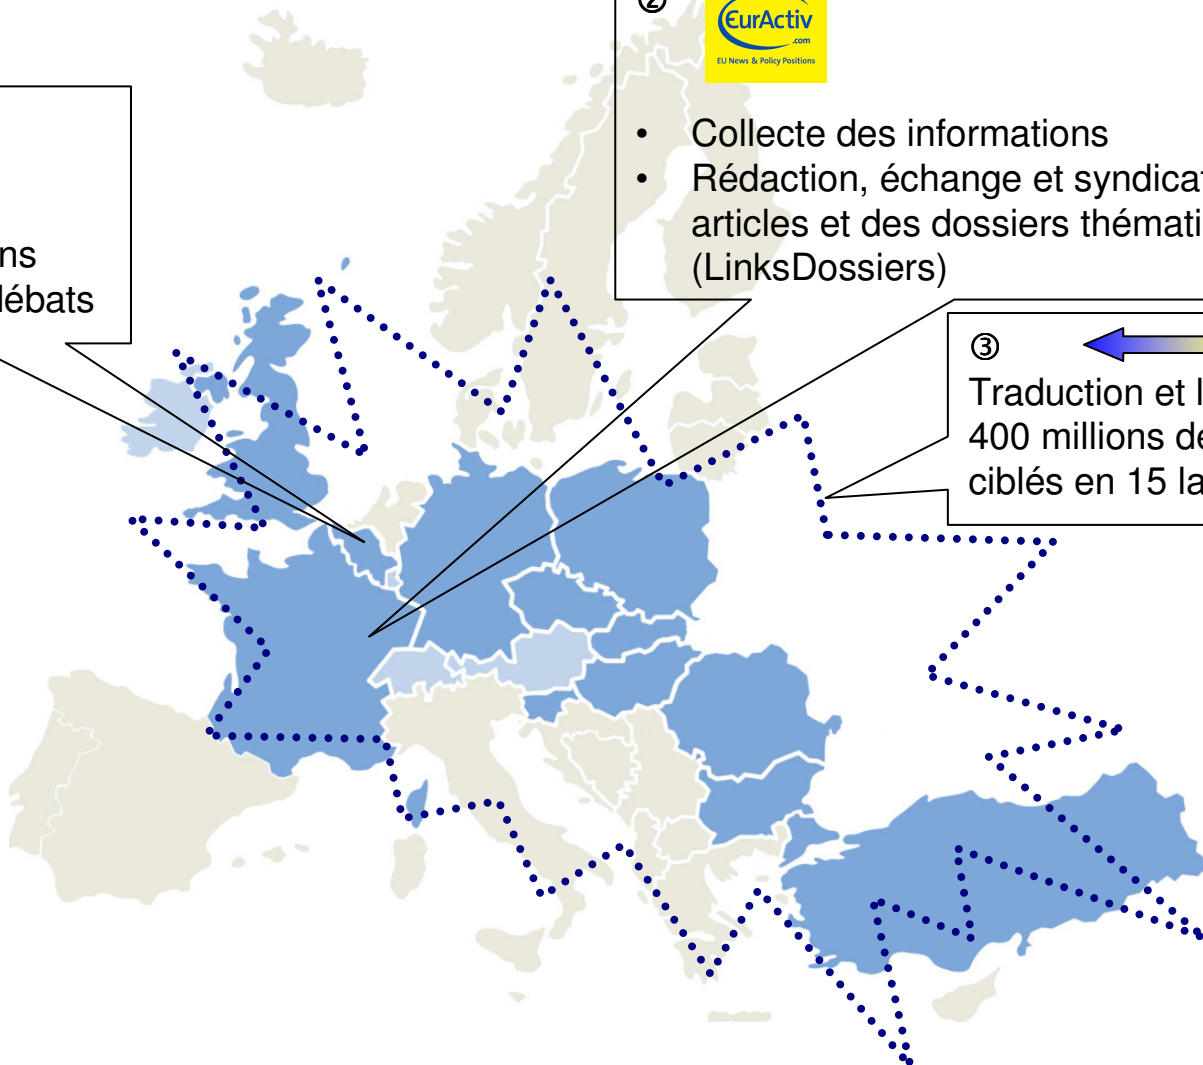 ②
EurActiv
.com
EU News & Policy Positions
• Collecte des informations
• Rédaction, échange et syndicat
articles et des dossiers thémati
(LinksDossiers)
ns
débats
③
Traduction et l
400 millions de
ciblés en 15 la